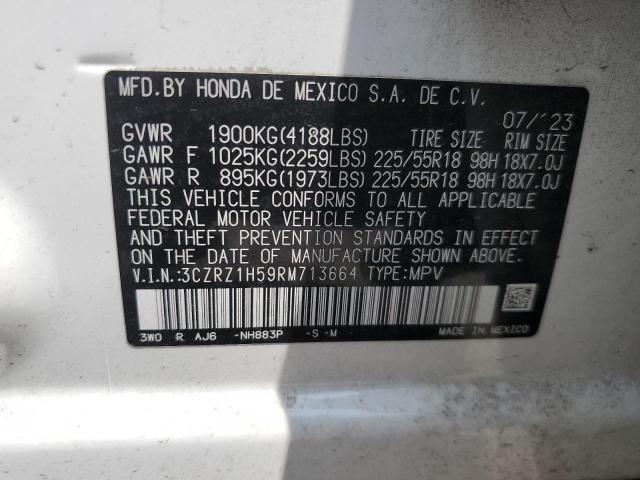 MFD.BY HONDA DE MEXICO S.A. DE C.V.
07/'23
GVWR 1900KG(4188LBS) TIRE SIZE RIM SIZE
GAWR F 1025KG(2259LBS) 225/55R18 98H 18X7.0J
GAWR R 895KG(1973LBS) 225/55R18 98H 18X7.0J
THIS VEHICLE CONFORMS TO ALL APPLICABLE
FEDERAL MOTOR VEHICLE SAFETY
AND THEFT PREVENTION STANDARDS IN EFFECT
ON THE DATE OF MANUFACTURE SHOWN ABOVE.
V.I.N.:3CZRZ1H59RM713664 TYPE:MPV
3W0 R AJ6 -NH883P -S-M- MADE IN MEXICO